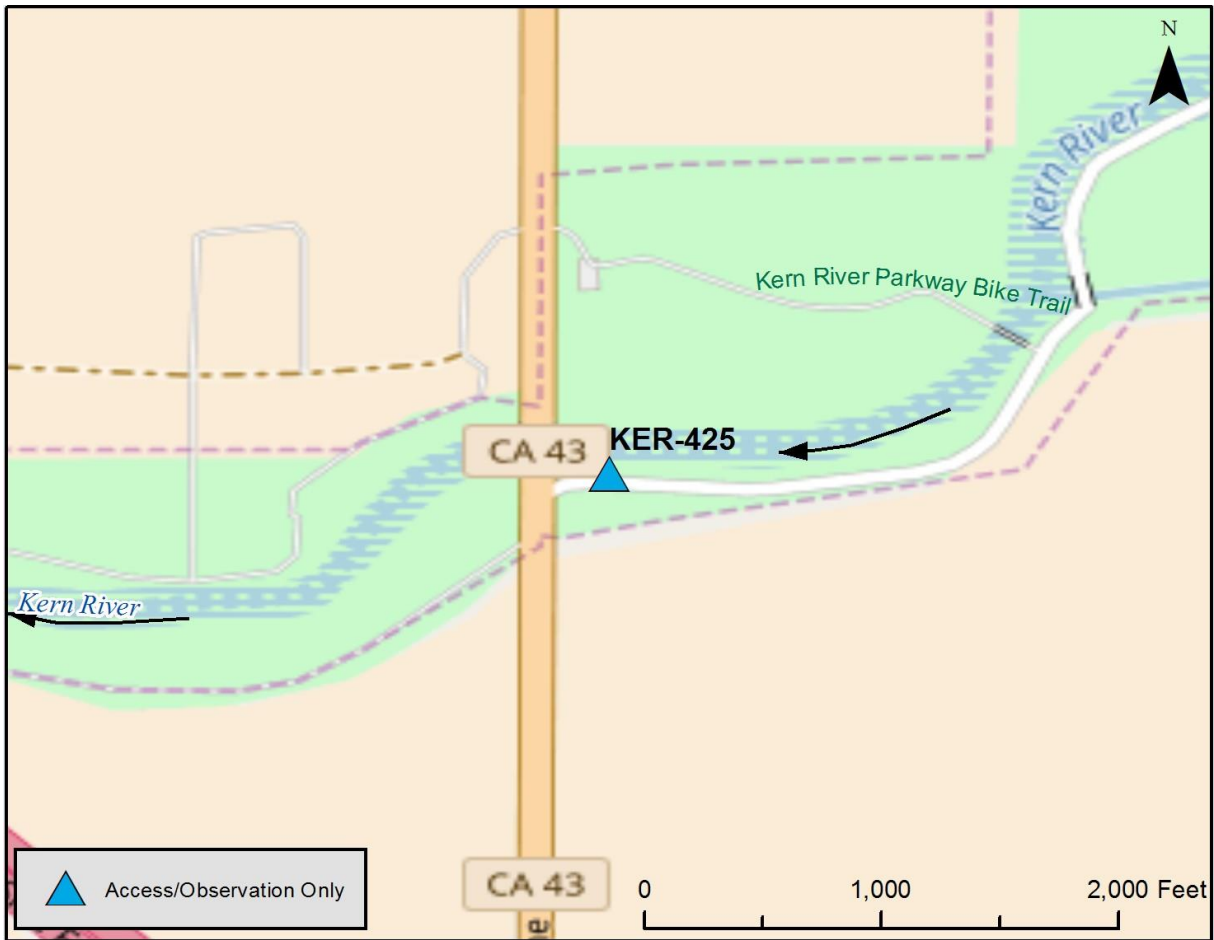 N
Kern River
Kern River Parkway Bike Trail
CA 43
KER-425
Kern River
Access/Observation Only
CA 43
0 1,000 2,000 Feet